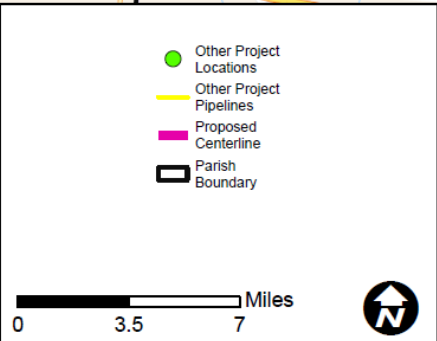 Other Project
Locations
Other Project
Pipelines
Proposed
Centerline
Parish
Boundary
Miles
0 3.5 7
N